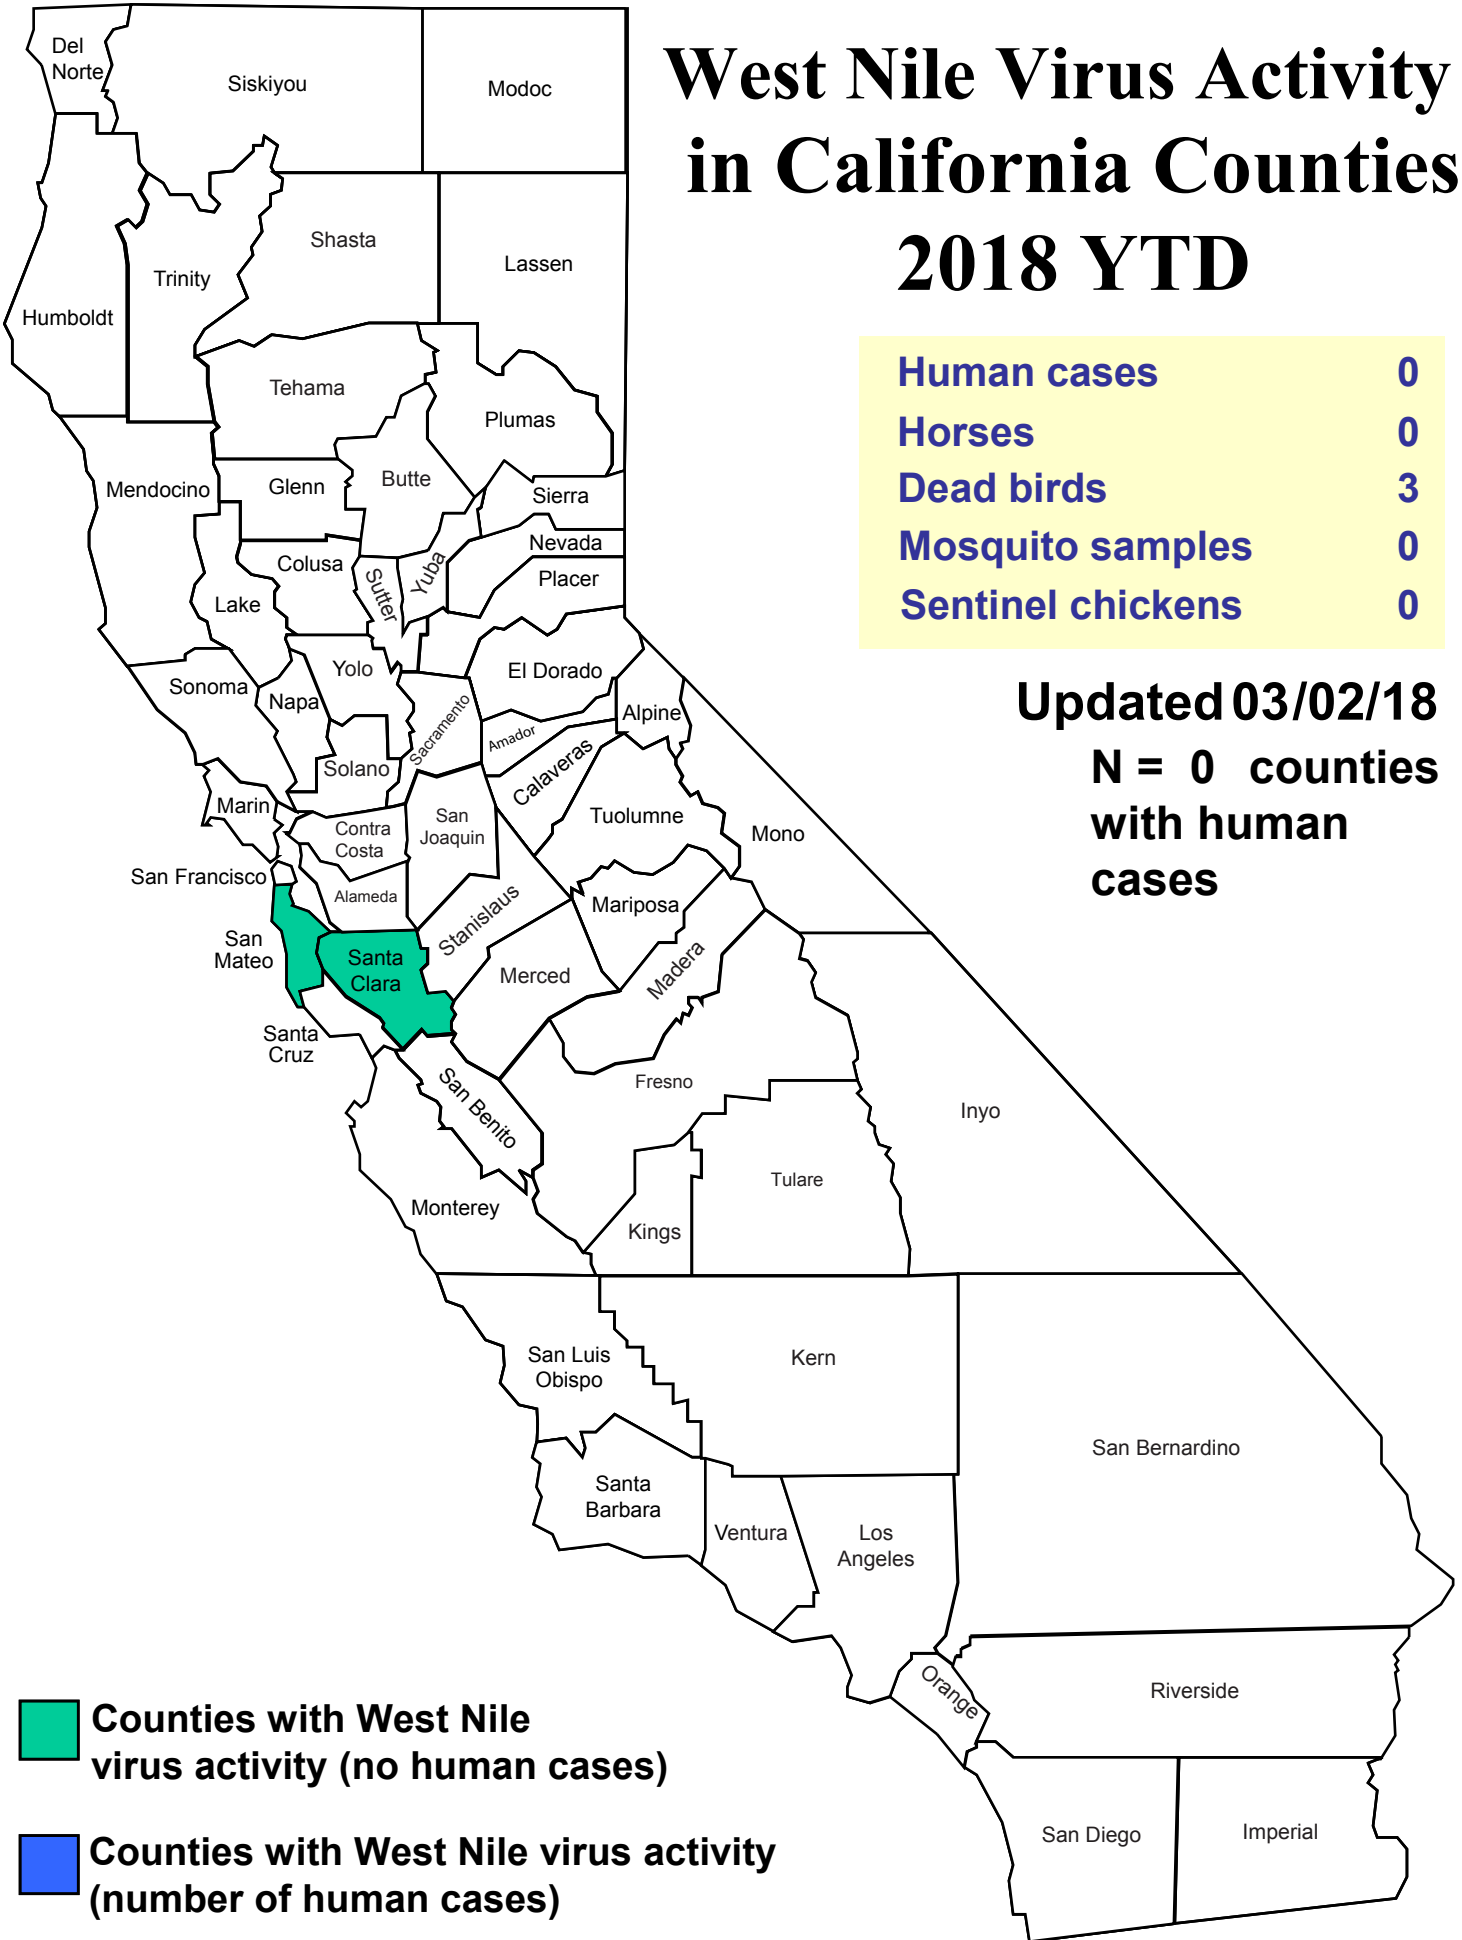 West Nile Virus Activity
in California Counties
2018 YTD
Human cases 0
Horses 0
Dead birds 3
Mosquito samples 0
Sentinel chickens 0
Updated 03/02/18
N = 0 counties
with human
cases
Del
Norte
Siskiyou
Modoc
Shasta
Lassen
Trinity
Humboldt
Tehama
Plumas
Mendocino
Glenn
Butte
Sierra
Nevada
Colusa
Sutter
Yuba
Placer
Lake
Yolo
El Dorado
Sonoma
Napa
Sacramento
Alpine
Amador
Solano
Calaveras
Marin
San
Joaquin
Tuolumne
Contra
Costa
Mono
San Francisco
Alameda
Stanislaus
Mariposa
San
Mateo
Santa
Clara
Merced
Madera
Santa
Cruz
San Benito
Fresno
Inyo
Tulare
Monterey
Kings
San Luis
Obispo
Kern
San Bernardino
Santa
Barbara
Ventura
Los
Angeles
Orange
Riverside
San Diego
Imperial
Counties with West Nile
virus activity (no human cases)
Counties with West Nile virus activity
(number of human cases)